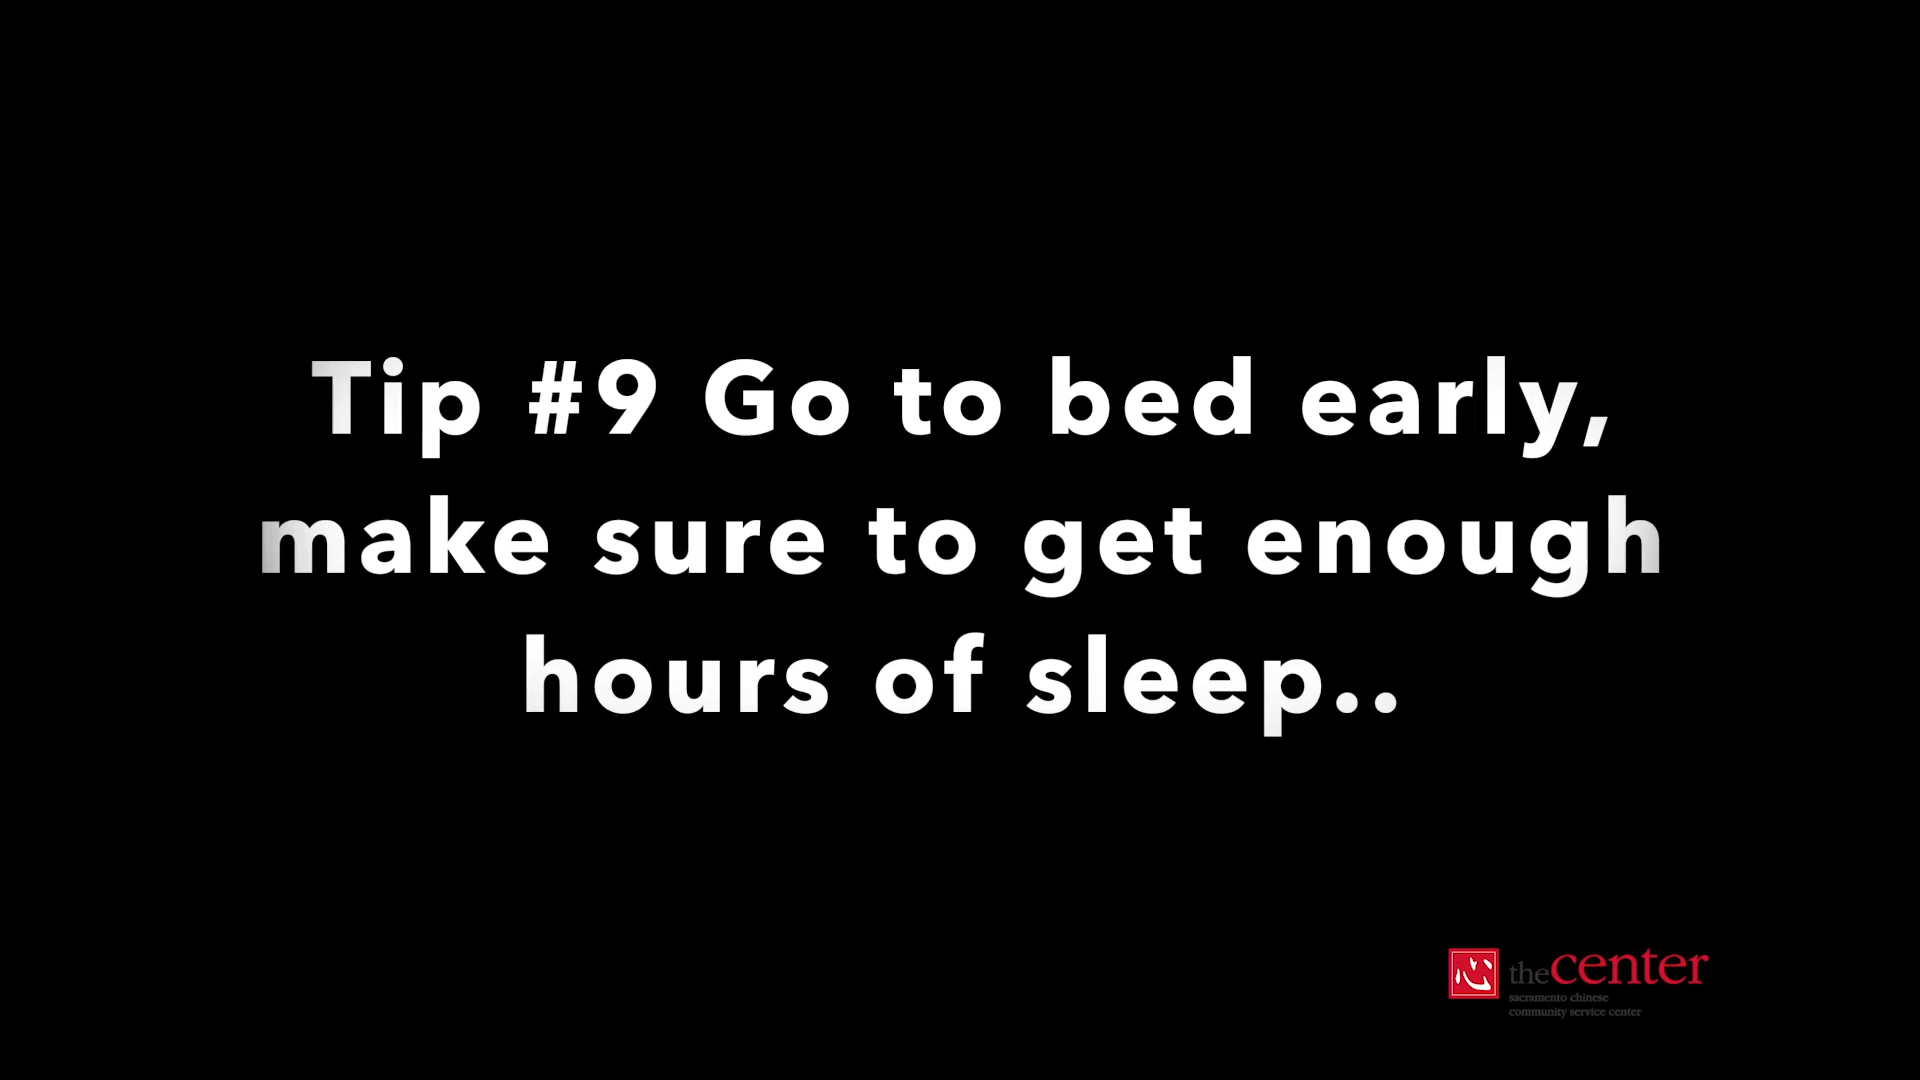 Tip #9 Go to bed early,
make sure to get enough
hours of sleep..
心 thecenter
sacramento chinese
community service center